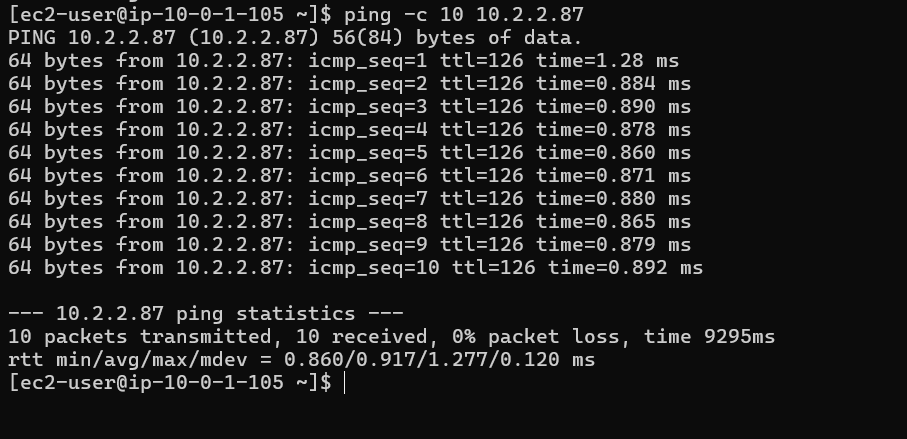 [ec2-user@ip-10-0-1-105 ~]$ ping -c 10 10.2.2.87
PING 10.2.2.87 (10.2.2.87) 56(84) bytes of data.
64 bytes from 10.2.2.87: icmp_seq=1 ttl=126 time=1.28 ms
64 bytes from 10.2.2.87: icmp_seq=2 ttl=126 time=0.884 ms
64 bytes from 10.2.2.87: icmp_seq=3 ttl=126 time=0.890 ms
64 bytes from 10.2.2.87: icmp_seq=4 ttl=126 time=0.878 ms
64 bytes from 10.2.2.87: icmp_seq=5 ttl=126 time=0.860 ms
64 bytes from 10.2.2.87: icmp_seq=6 ttl=126 time=0.871 ms
64 bytes from 10.2.2.87: icmp_seq=7 ttl=126 time=0.880 ms
64 bytes from 10.2.2.87: icmp_seq=8 ttl=126 time=0.865 ms
64 bytes from 10.2.2.87: icmp_seq=9 ttl=126 time=0.879 ms
64 bytes from 10.2.2.87: icmp_seq=10 ttl=126 time=0.892 ms
--- 10.2.2.87 ping statistics ---
10 packets transmitted, 10 received, 0% packet loss, time 9295ms
rtt min/avg/max/mdev = 0.860/0.917/1.277/0.120 ms
[ec2-user@ip-10-0-1-105 ~]$